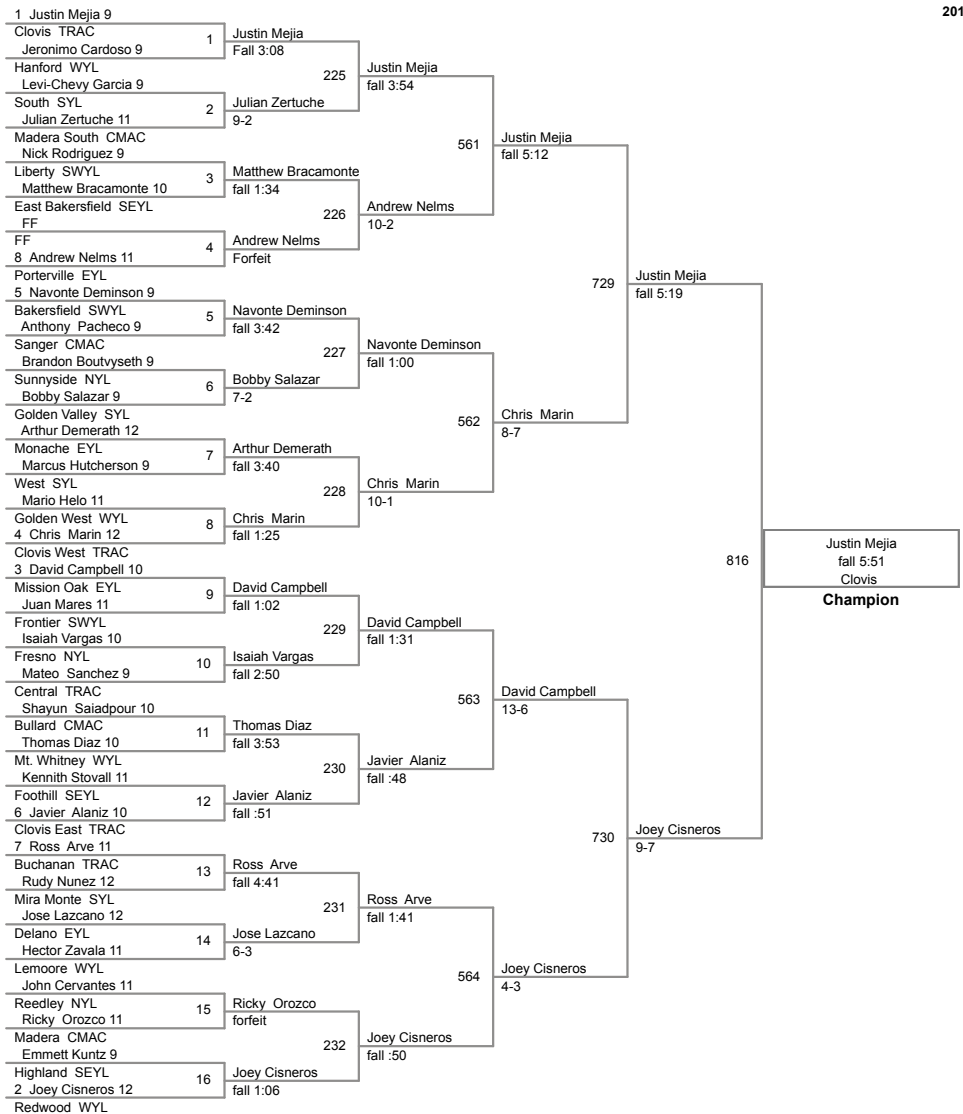 201
1 Justin Mejia 9
Clovis TRAC
Jeronimo Cardoso 9
Hanford WYL
Levi-Chevy Garcia 9
South SYL
Julian Zertuche 11
Madera South CMAC
Nick Rodriguez 9
Liberty SWYL
Matthew Bracamonte 10
East Bakersfield SEYL
FF
FF
8 Andrew Nelms 11
Porterville EYL
5 Navonte Deminson 9
Bakersfield SWYL
Anthony Pacheco 9
Sanger CMAC
Brandon Boutvyseth 9
Sunnyside NYL
Bobby Salazar 9
Golden Valley SYL
Arthur Demerath 12
Monache EYL
Marcus Hutcherson 9
West SYL
Mario Helo 11
Golden West WYL
4 Chris Marin 12
Clovis West TRAC
3 David Campbell 10
Mission Oak EYL
Juan Mares 11
Frontier SWYL
Isaiah Vargas 10
Fresno NYL
Mateo Sanchez 9
Central TRAC
Shayun Saiadpour 10
Bullard CMAC
Thomas Diaz 10
Mt. Whitney WYL
Kennith Stovall 11
Foothill SEYL
6 Javier Alaniz 10
Clovis East TRAC
7 Ross Arve 11
Buchanan TRAC
Rudy Nunez 12
Mira Monte SYL
Jose Lazcano 12
Delano EYL
Hector Zavala 11
Lemoore WYL
John Cervantes 11
Reedley NYL
Ricky Orozco 11
Madera CMAC
Emmett Kuntz 9
Highland SEYL
2 Joey Cisneros 12
Redwood WYL
1
Justin Mejia
Fall 3:08
2
Julian Zertuche
9-2
3
Matthew Bracamonte
fall 1:34
4
Andrew Nelms
Forfeit
5
Navonte Deminson
fall 3:42
6
Bobby Salazar
7-2
7
Arthur Demerath
fall 3:40
8
Chris Marin
fall 1:25
9
David Campbell
fall 1:02
10
Isaiah Vargas
fall 2:50
11
Thomas Diaz
fall 3:53
12
Javier Alaniz
fall :51
13
Ross Arve
fall 4:41
14
Jose Lazcano
6-3
15
Ricky Orozco
forfeit
16
Joey Cisneros
fall 1:06
225
Justin Mejia
fall 3:54
226
Andrew Nelms
10-2
227
Navonte Deminson
fall 1:00
228
Chris Marin
10-1
229
David Campbell
fall 1:31
230
Javier Alaniz
fall :48
231
Ross Arve
fall 1:41
232
Joey Cisneros
fall :50
561
Justin Mejia
fall 5:12
562
Chris Marin
8-7
563
David Campbell
13-6
564
Joey Cisneros
4-3
729
Justin Mejia
fall 5:19
730
Joey Cisneros
9-7
816
Justin Mejia
fall 5:51
Clovis
Champion